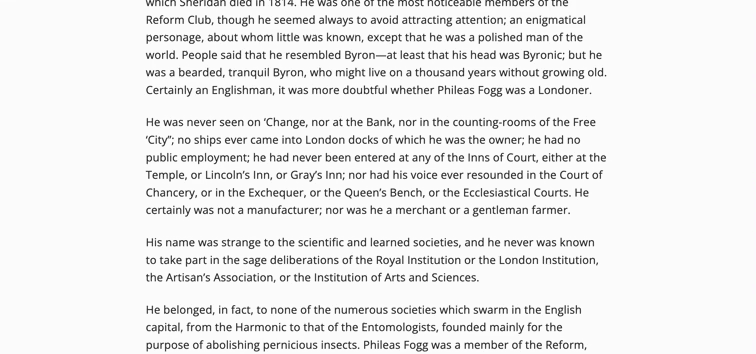 which Sheridan died in 1814. He was one of the most noticeable members of the
Reform Club, though he seemed always to avoid attracting attention; an enigmatical
personage, about whom little was known, except that he was a polished man of the
world. People said that he resembled Byron—at least that his head was Byronic; but he
was a bearded, tranquil Byron, who might live on a thousand years without growing old.
Certainly an Englishman, it was more doubtful whether Phileas Fogg was a Londoner.
He was never seen on ‘Change, nor at the Bank, nor in the counting-rooms of the Free
‘City”; no ships ever came into London docks of which he was the owner; he had no
public employment; he had never been entered at any of the Inns of Court, either at the
Temple, or Lincoln’s Inn, or Gray’s Inn; nor had his voice ever resounded in the Court of
Chancery, or in the Exchequer, or the Queen’s Bench, or the Ecclesiastical Courts. He
certainly was not a manufacturer; nor was he a merchant or a gentleman farmer.
His name was strange to the scientific and learned societies, and he never was known
to take part in the sage deliberations of the Royal Institution or the London Institution,
the Artisan’s Association, or the Institution of Arts and Sciences.
He belonged, in fact, to none of the numerous societies which swarm in the English
capital, from the Harmonic to that of the Entomologists, founded mainly for the
purpose of abolishing pernicious insects. Phileas Fogg was a member of the Reform,